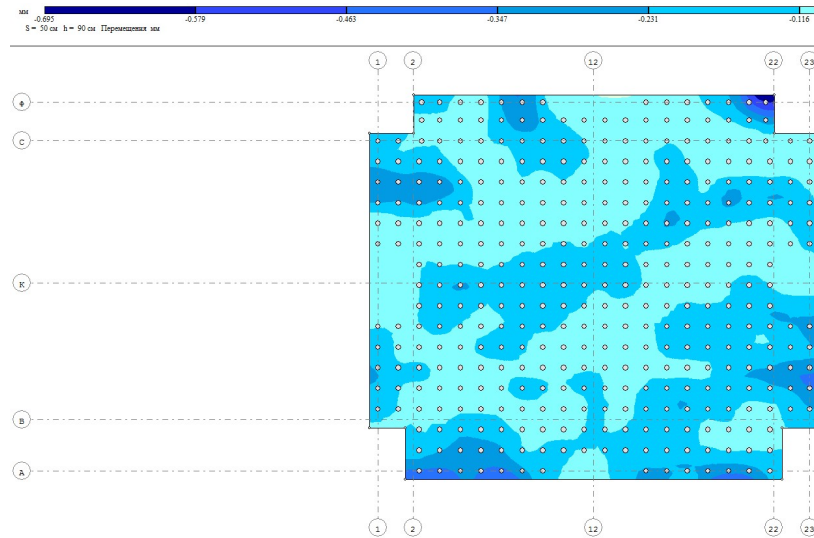 мм
-0.695 -0.579 -0.463 -0.347 -0.231 -0.116
S = 50 см h = 90 см Перемещения мм
1 2 12 22 23
Ф
С
К
В
А
1 2 12 22 23